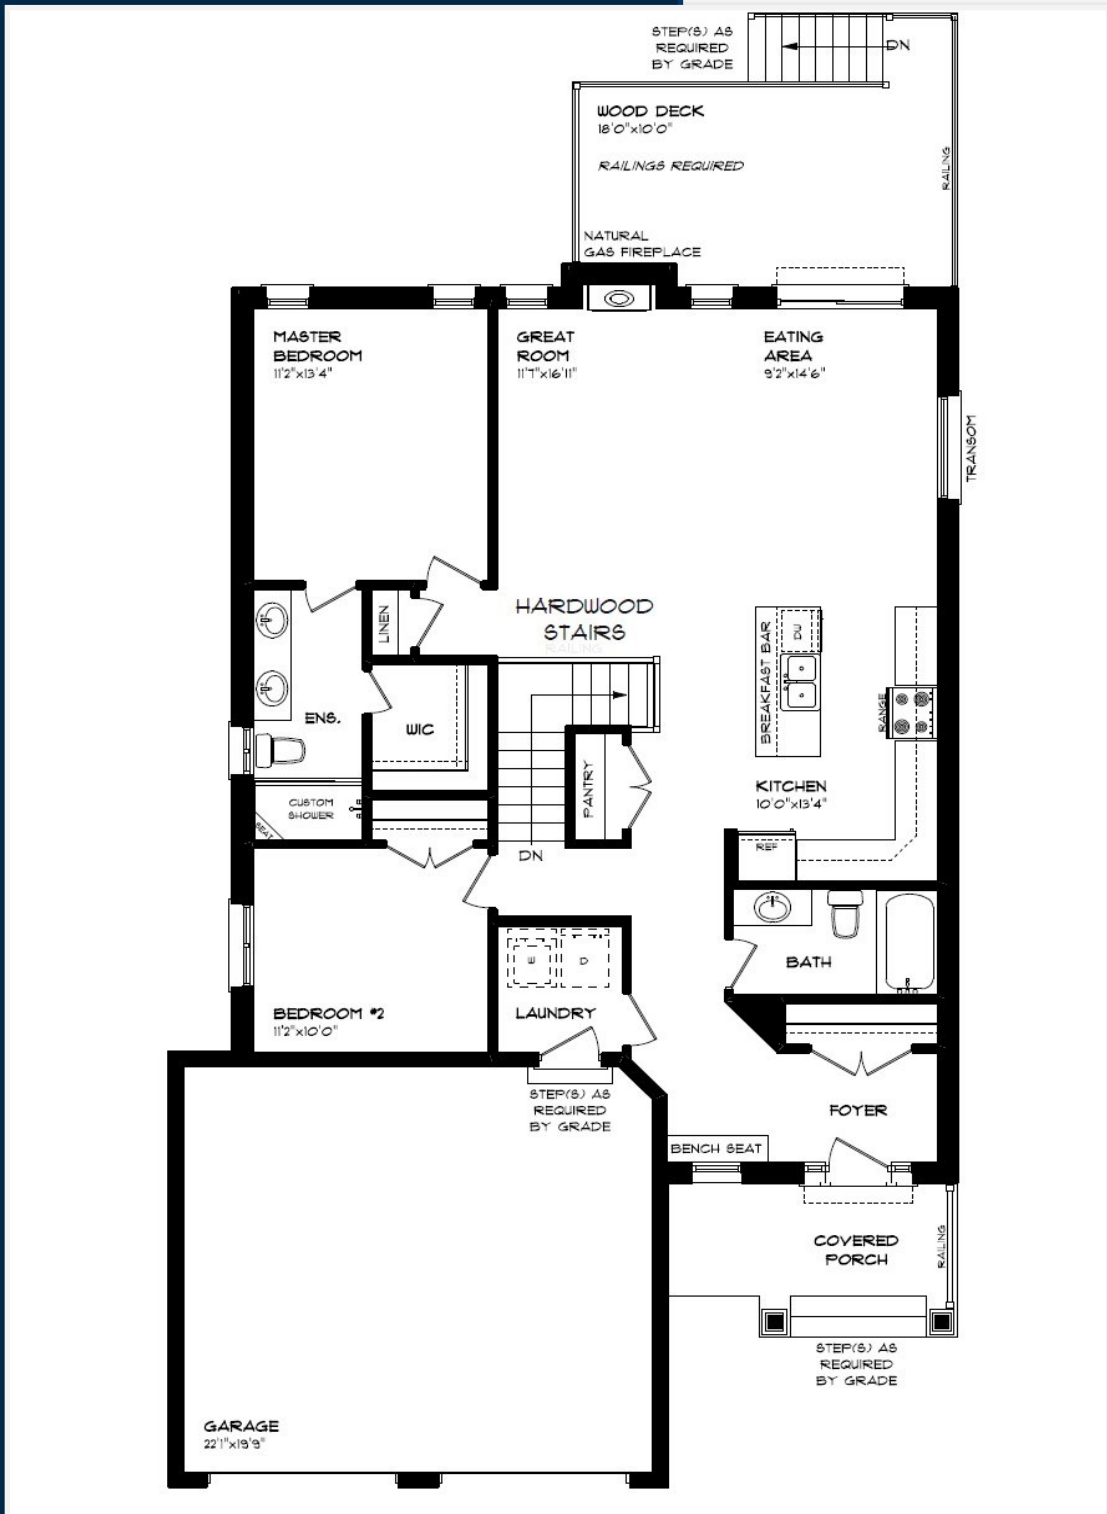 STEP(S) AS
REQUIRED
BY GRADE
DN
WOOD DECK
18'0"x10'0"
RAILINGS REQUIRED
RAILING
NATURAL
GAS FIREPLACE
MASTER
BEDROOM
11'2"x13'4"
GREAT
ROOM
11'7"x16'11"
EATING
AREA
9'2"x14'6"
TRANSOM
LINEN
HARDWOOD
STAIRS
RAILING
BREAKFAST BAR
DW
RANGE
ENS.
WIC
PANTRY
KITCHEN
10'0"x13'4"
CUSTOM
SHOWER
SEAT
DN
REF
BATH
W
D
LAUNDRY
BEDROOM #2
11'2"x10'0"
STEP(S) AS
REQUIRED
BY GRADE
FOYER
BENCH SEAT
COVERED
PORCH
RAILING
STEP(S) AS
REQUIRED
BY GRADE
GARAGE
22'1"x19'9"